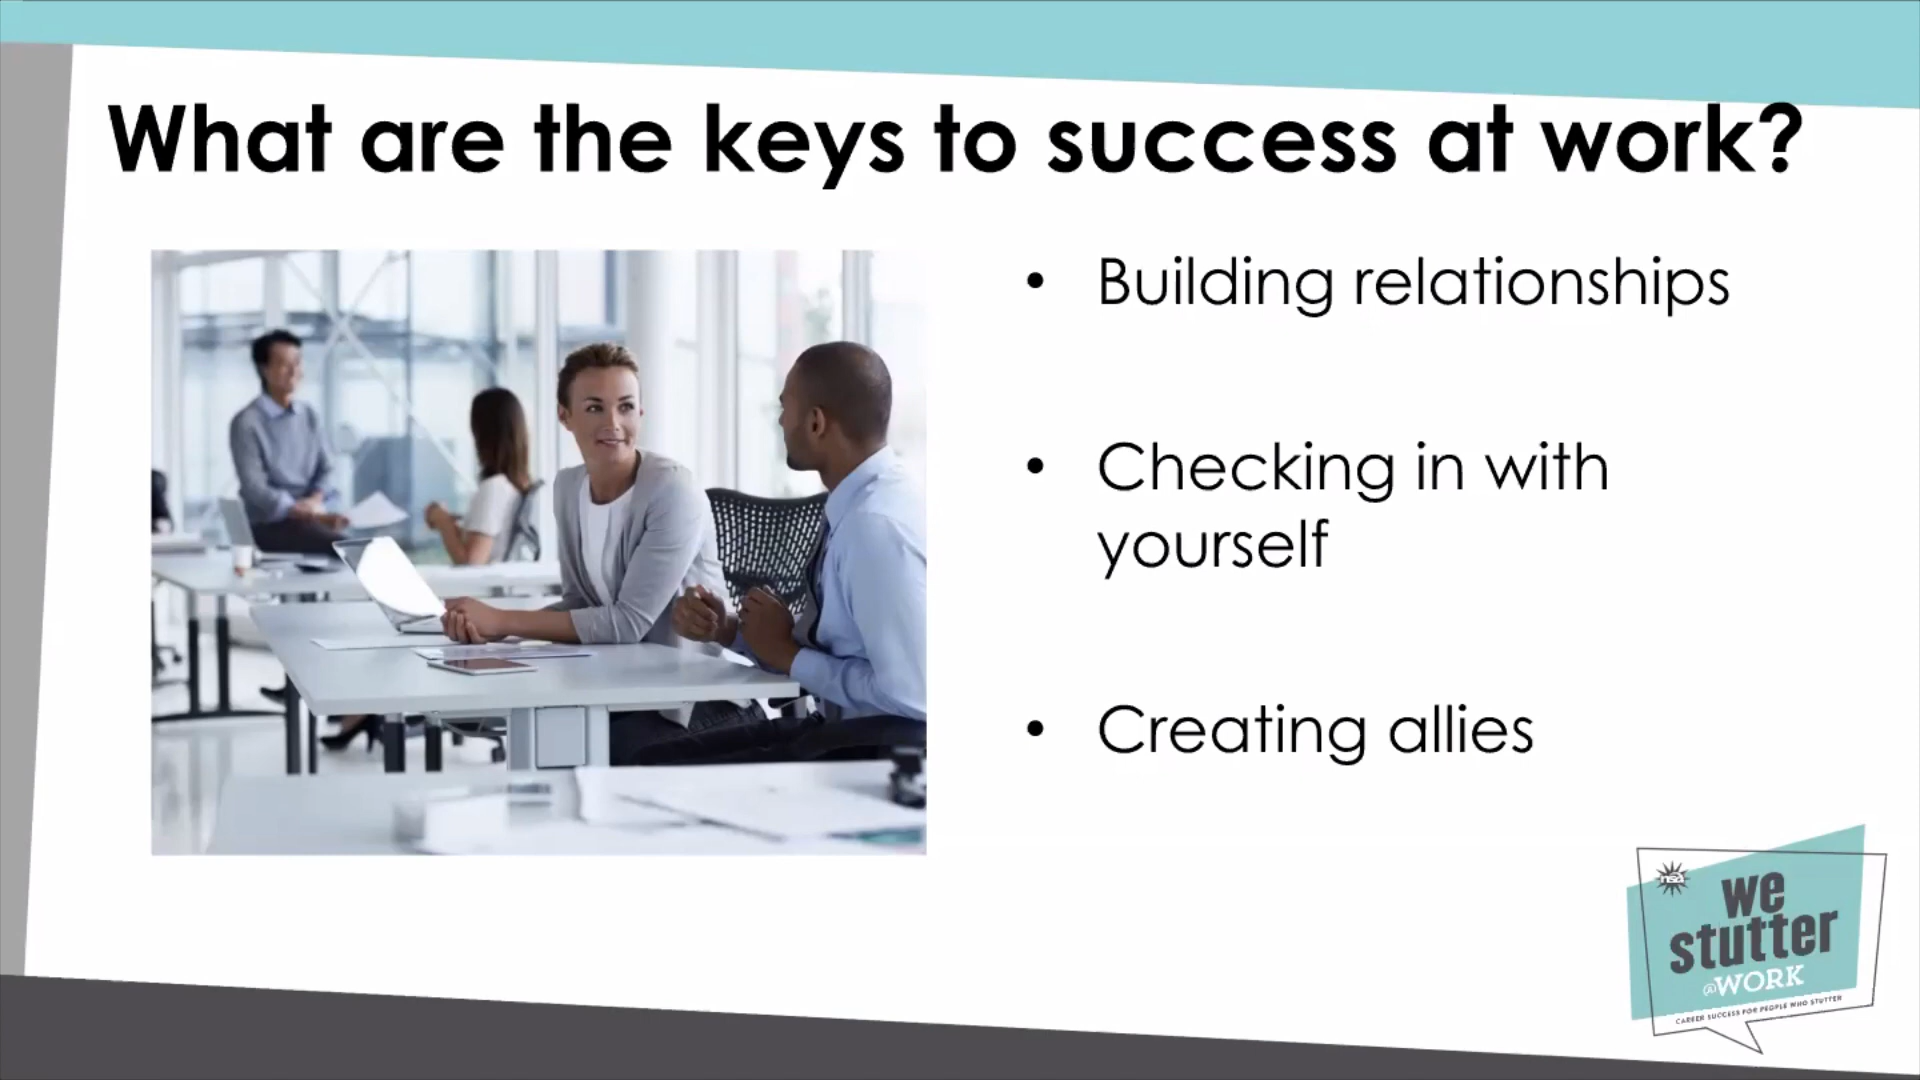 What are the keys to success at work?
• Building relationships
• Checking in with
yourself
• Creating allies
nsa
we
stutter
@WORK
CAREER SUCCESS FOR PEOPLE WHO STUTTER